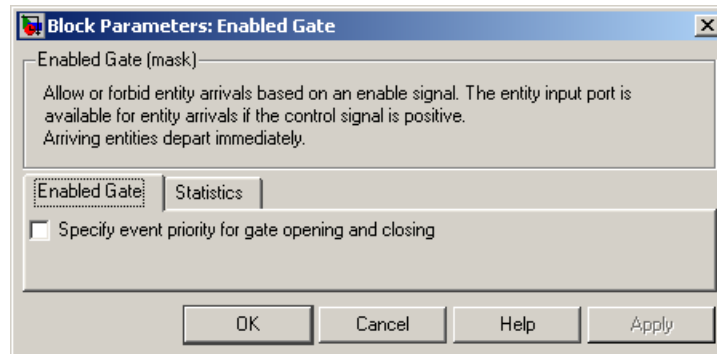 Block Parameters: Enabled Gate
Enabled Gate (mask)
Allow or forbid entity arrivals based on an enable signal. The entity input port is
available for entity arrivals if the control signal is positive.
Arriving entities depart immediately.
Enabled Gate Statistics
Specify event priority for gate opening and closing
OK Cancel Help Apply